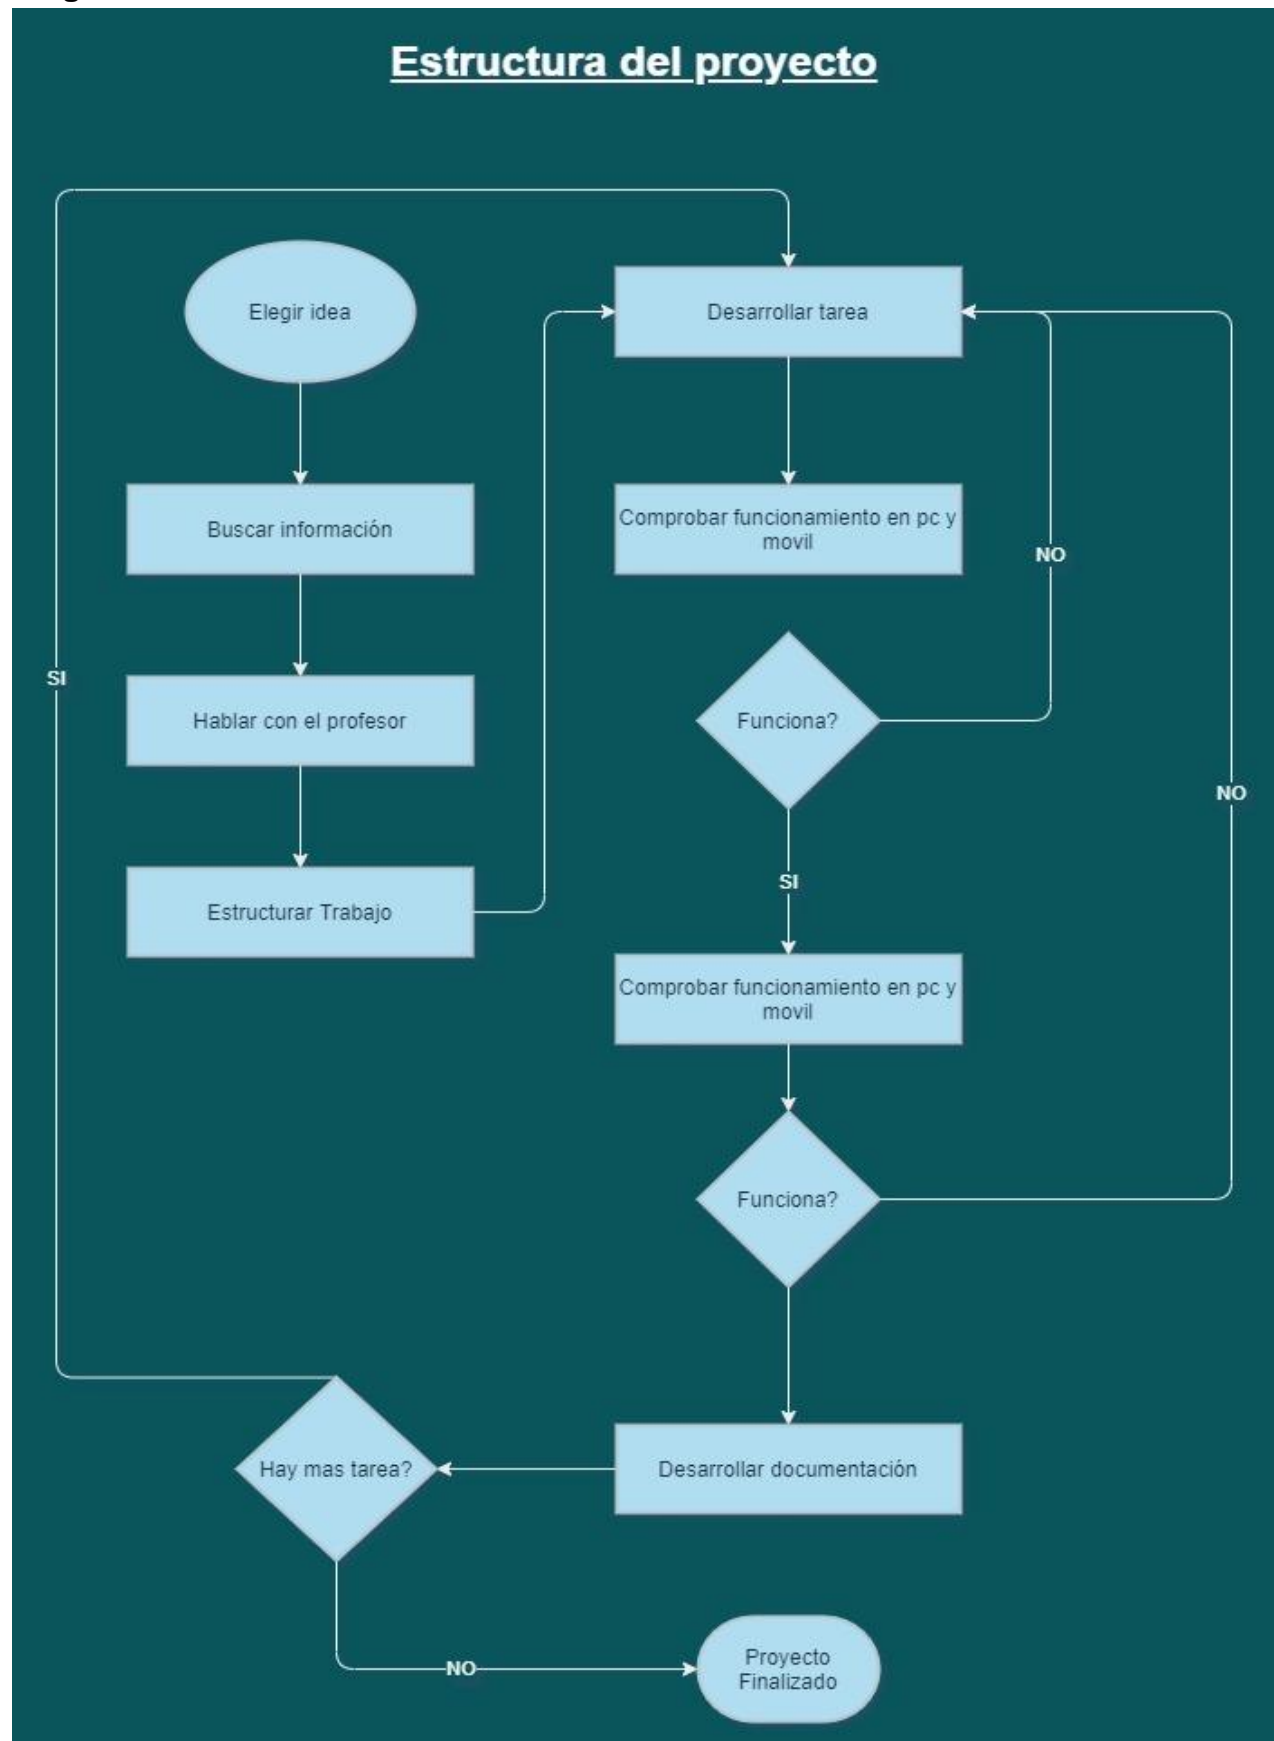 Estructura del proyecto
Elegir idea
Buscar información
Hablar con el profesor
Estructurar Trabajo
Desarrollar tarea
Comprobar funcionamiento en pc y
movil
Funciona?
NO
SI
Comprobar funcionamiento en pc y
movil
Funciona?
NO
Desarrollar documentación
Hay mas tarea?
SI
NO
Proyecto
Finalizado